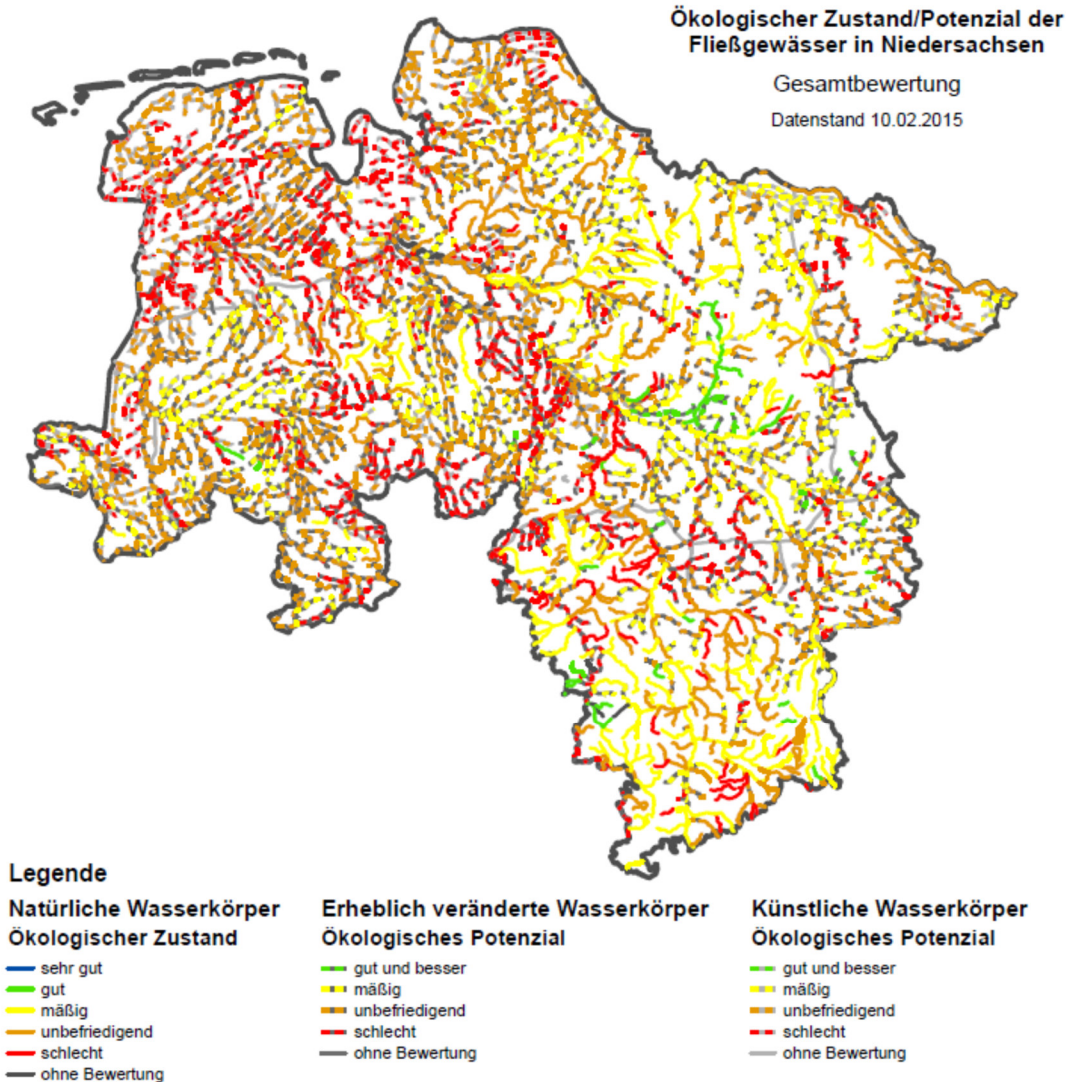 Ökologischer Zustand/Potenzial der
Fließgewässer in Niedersachsen
Gesamtbewertung
Datenstand 10.02.2015
Legende
Natürliche Wasserkörper
Ökologischer Zustand
sehr gut
gut
mäßig
unbefriedigend
schlecht
ohne Bewertung
Erheblich veränderte Wasserkörper
Ökologisches Potenzial
gut und besser
mäßig
unbefriedigend
schlecht
ohne Bewertung
Künstliche Wasserkörper
Ökologisches Potenzial
gut und besser
mäßig
unbefriedigend
schlecht
ohne Bewertung